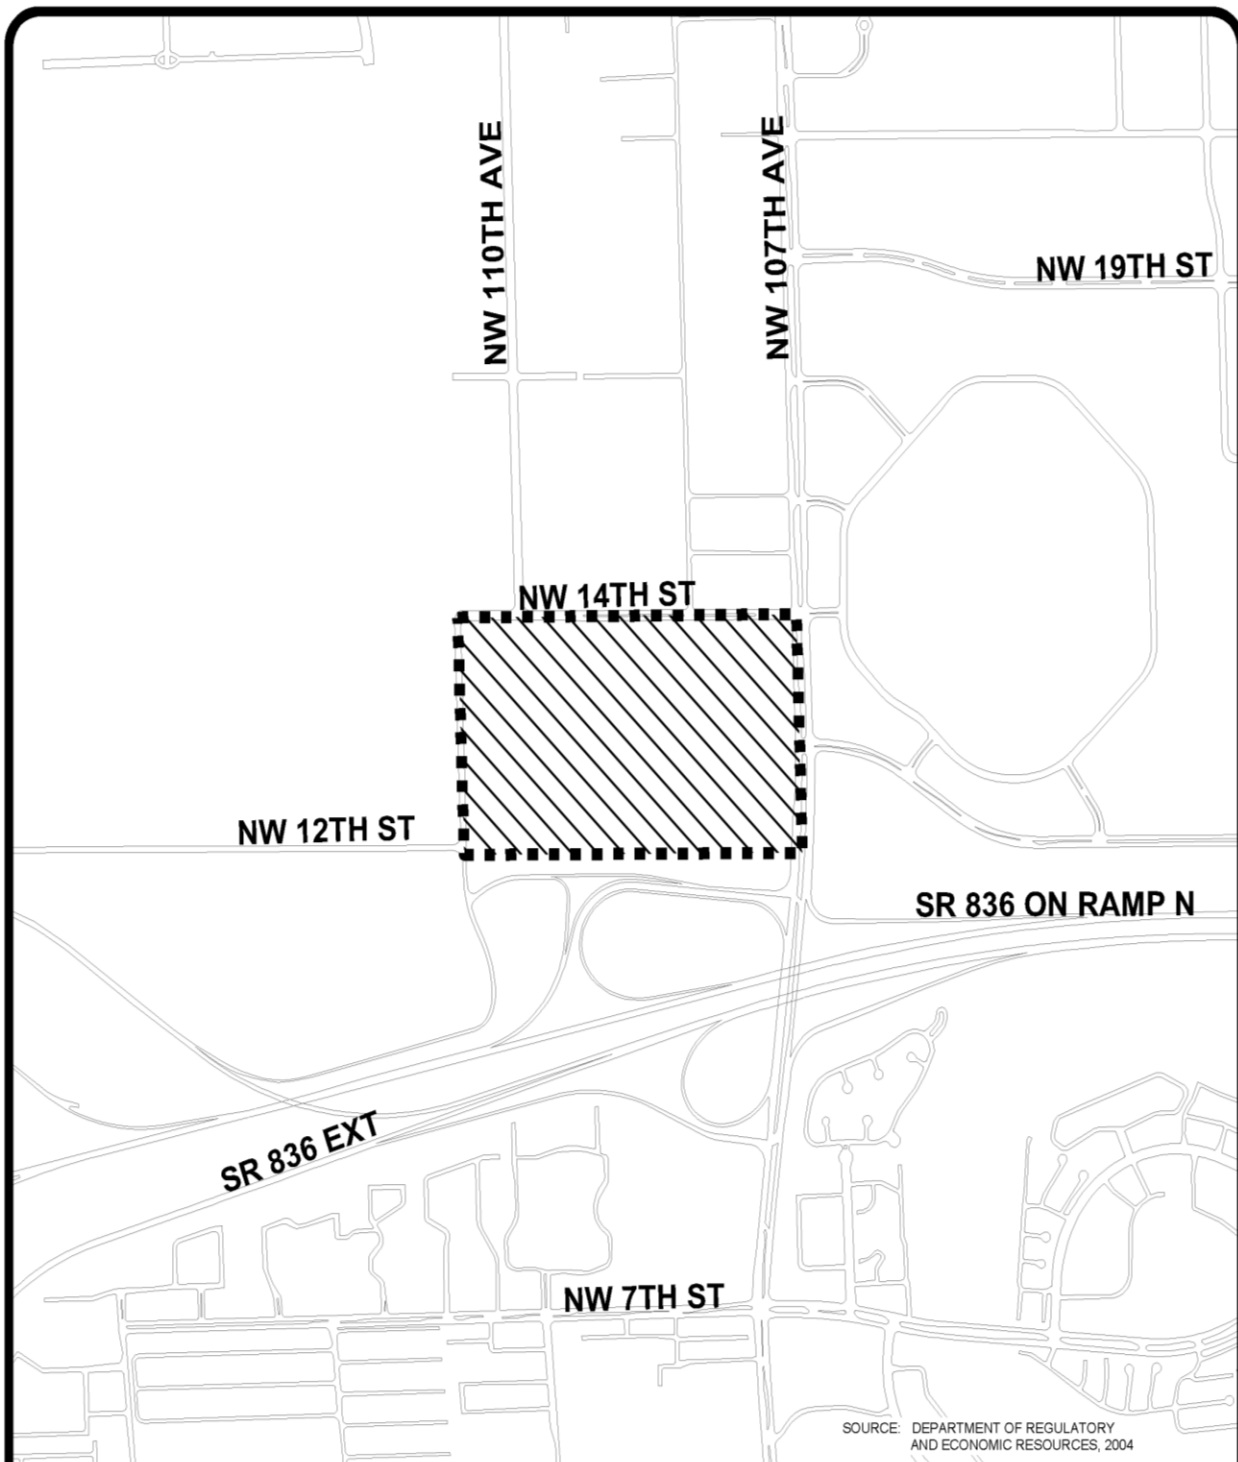 NW 110TH AVE
NW 107TH AVE
NW 19TH ST
NW 14TH ST
NW 12TH ST
SR 836 ON RAMP N
SR 836 EXT
NW 7TH ST
SOURCE: DEPARTMENT OF REGULATORY
AND ECONOMIC RESOURCES, 2004